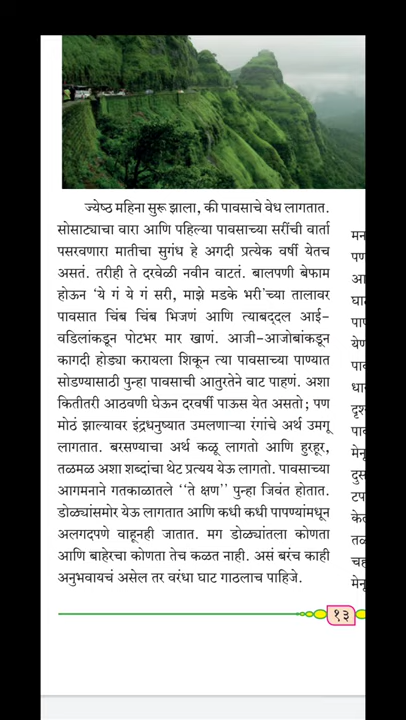 ज्येष्ठ महिना सुरू झाला, की पावसाचे वेध लागतात.
सोसाट्याचा वारा आणि पहिल्या पावसाच्या सरींची वार्ता
पसरवणारा मातीचा सुगंध हे अगदी प्रत्येक वर्षी येतच
असतं. तरीही ते दरवेळी नवीन वाटतं. बालपणी बेफाम
होऊन ‘ये गं ये गं सरी, माझे मडके भरी’च्या तालावर
पावसात चिंब चिंब भिजणं आणि त्याबद्दल आई-
वडिलांकडून पोटभर मार खाणं. आजी-आजोबांकडून
कागदी होड्या करायला शिकून त्या पावसाच्या पाण्यात
सोडण्यासाठी पुन्हा पावसाची आतुरतेने वाट पाहणं. अशा
कितीतरी आठवणी घेऊन दरवर्षी पाऊस येत असतो; पण
मोठं झाल्यावर इंद्रधनुष्यात उमलणाऱ्या रंगांचे अर्थ उमगू
लागतात. बरसण्याचा अर्थ कळू लागतो आणि हुरहूर,
तळमळ अशा शब्दांचा थेट प्रत्यय येऊ लागतो. पावसाच्या
आगमनाने गतकाळातले ‘‘ते क्षण’’ पुन्हा जिवंत होतात.
डोळ्यांसमोर येऊ लागतात आणि कधी कधी पापण्यांमधून
अलगदपणे वाहूनही जातात. मग डोळ्यांतला कोणता
आणि बाहेरचा कोणता तेच कळत नाही. असं बरंच काही
अनुभवायचं असेल तर वरंधा घाट गाठलाच पाहिजे.
१३